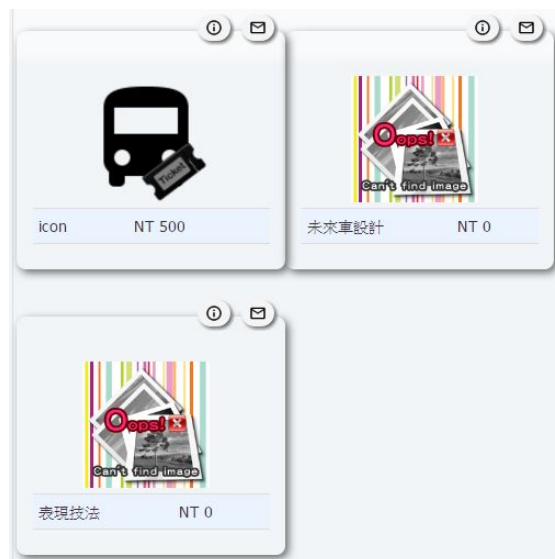 Ticket
icon NT 500
Oops!
Can't find image
未來車設計 NT 0
Oops!
Can't find image
表現技法 NT 0